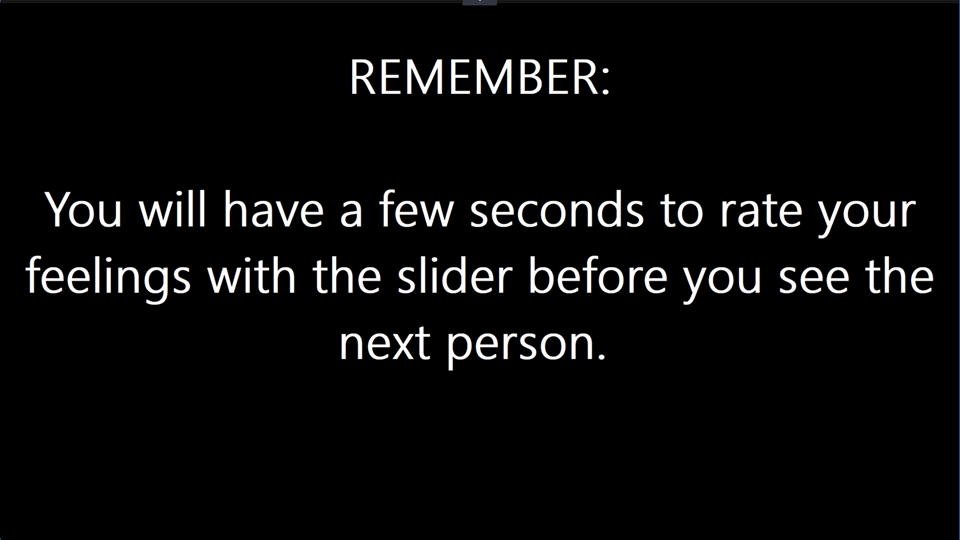 REMEMBER:
You will have a few seconds to rate your
feelings with the slider before you see the
next person.